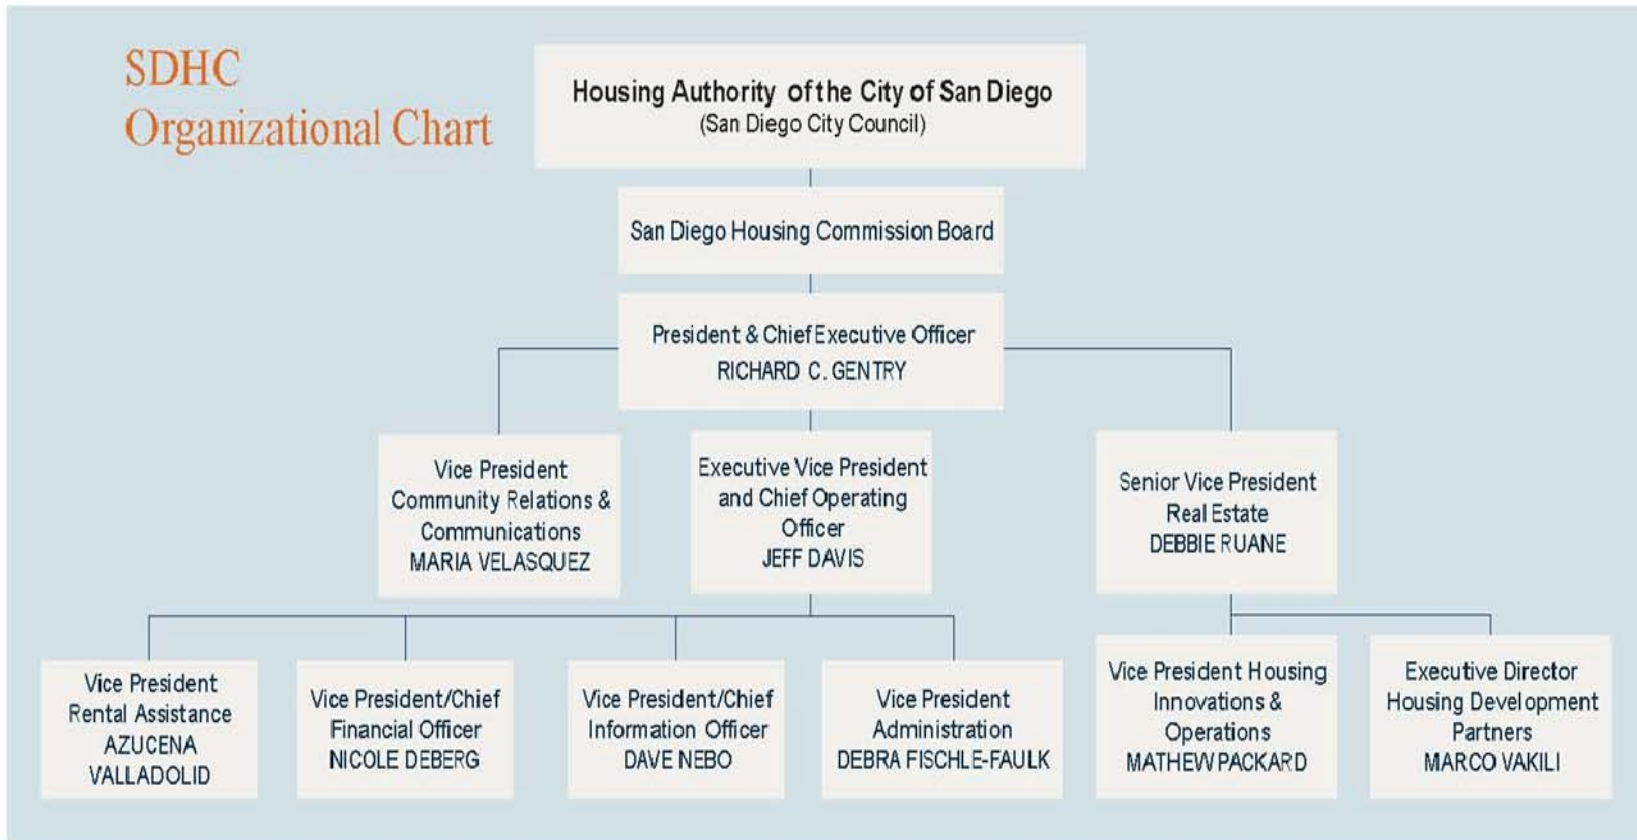 SDHC
Organizational Chart
Housing Authority of the City of San Diego
(San Diego City Council)
San Diego Housing Commission Board
President & Chief Executive Officer
RICHARD C. GENTRY
Vice President
Community Relations &
Communications
MARIA VELASQUEZ
Executive Vice President
and Chief Operating
Officer
JEFF DAVIS
Senior Vice President
Real Estate
DEBBIE RUANE
Vice President
Rental Assistance
AZUCENA
VALLADOLID
Vice President/Chief
Financial Officer
NICOLE DEBERG
Vice President/Chief
Information Officer
DAVE NEBO
Vice President
Administration
DEBRA FISCHLE-FAULK
Vice President Housing
Innovations &
Operations
MATHEW PACKARD
Executive Director
Housing Development
Partners
MARCO VAKILI